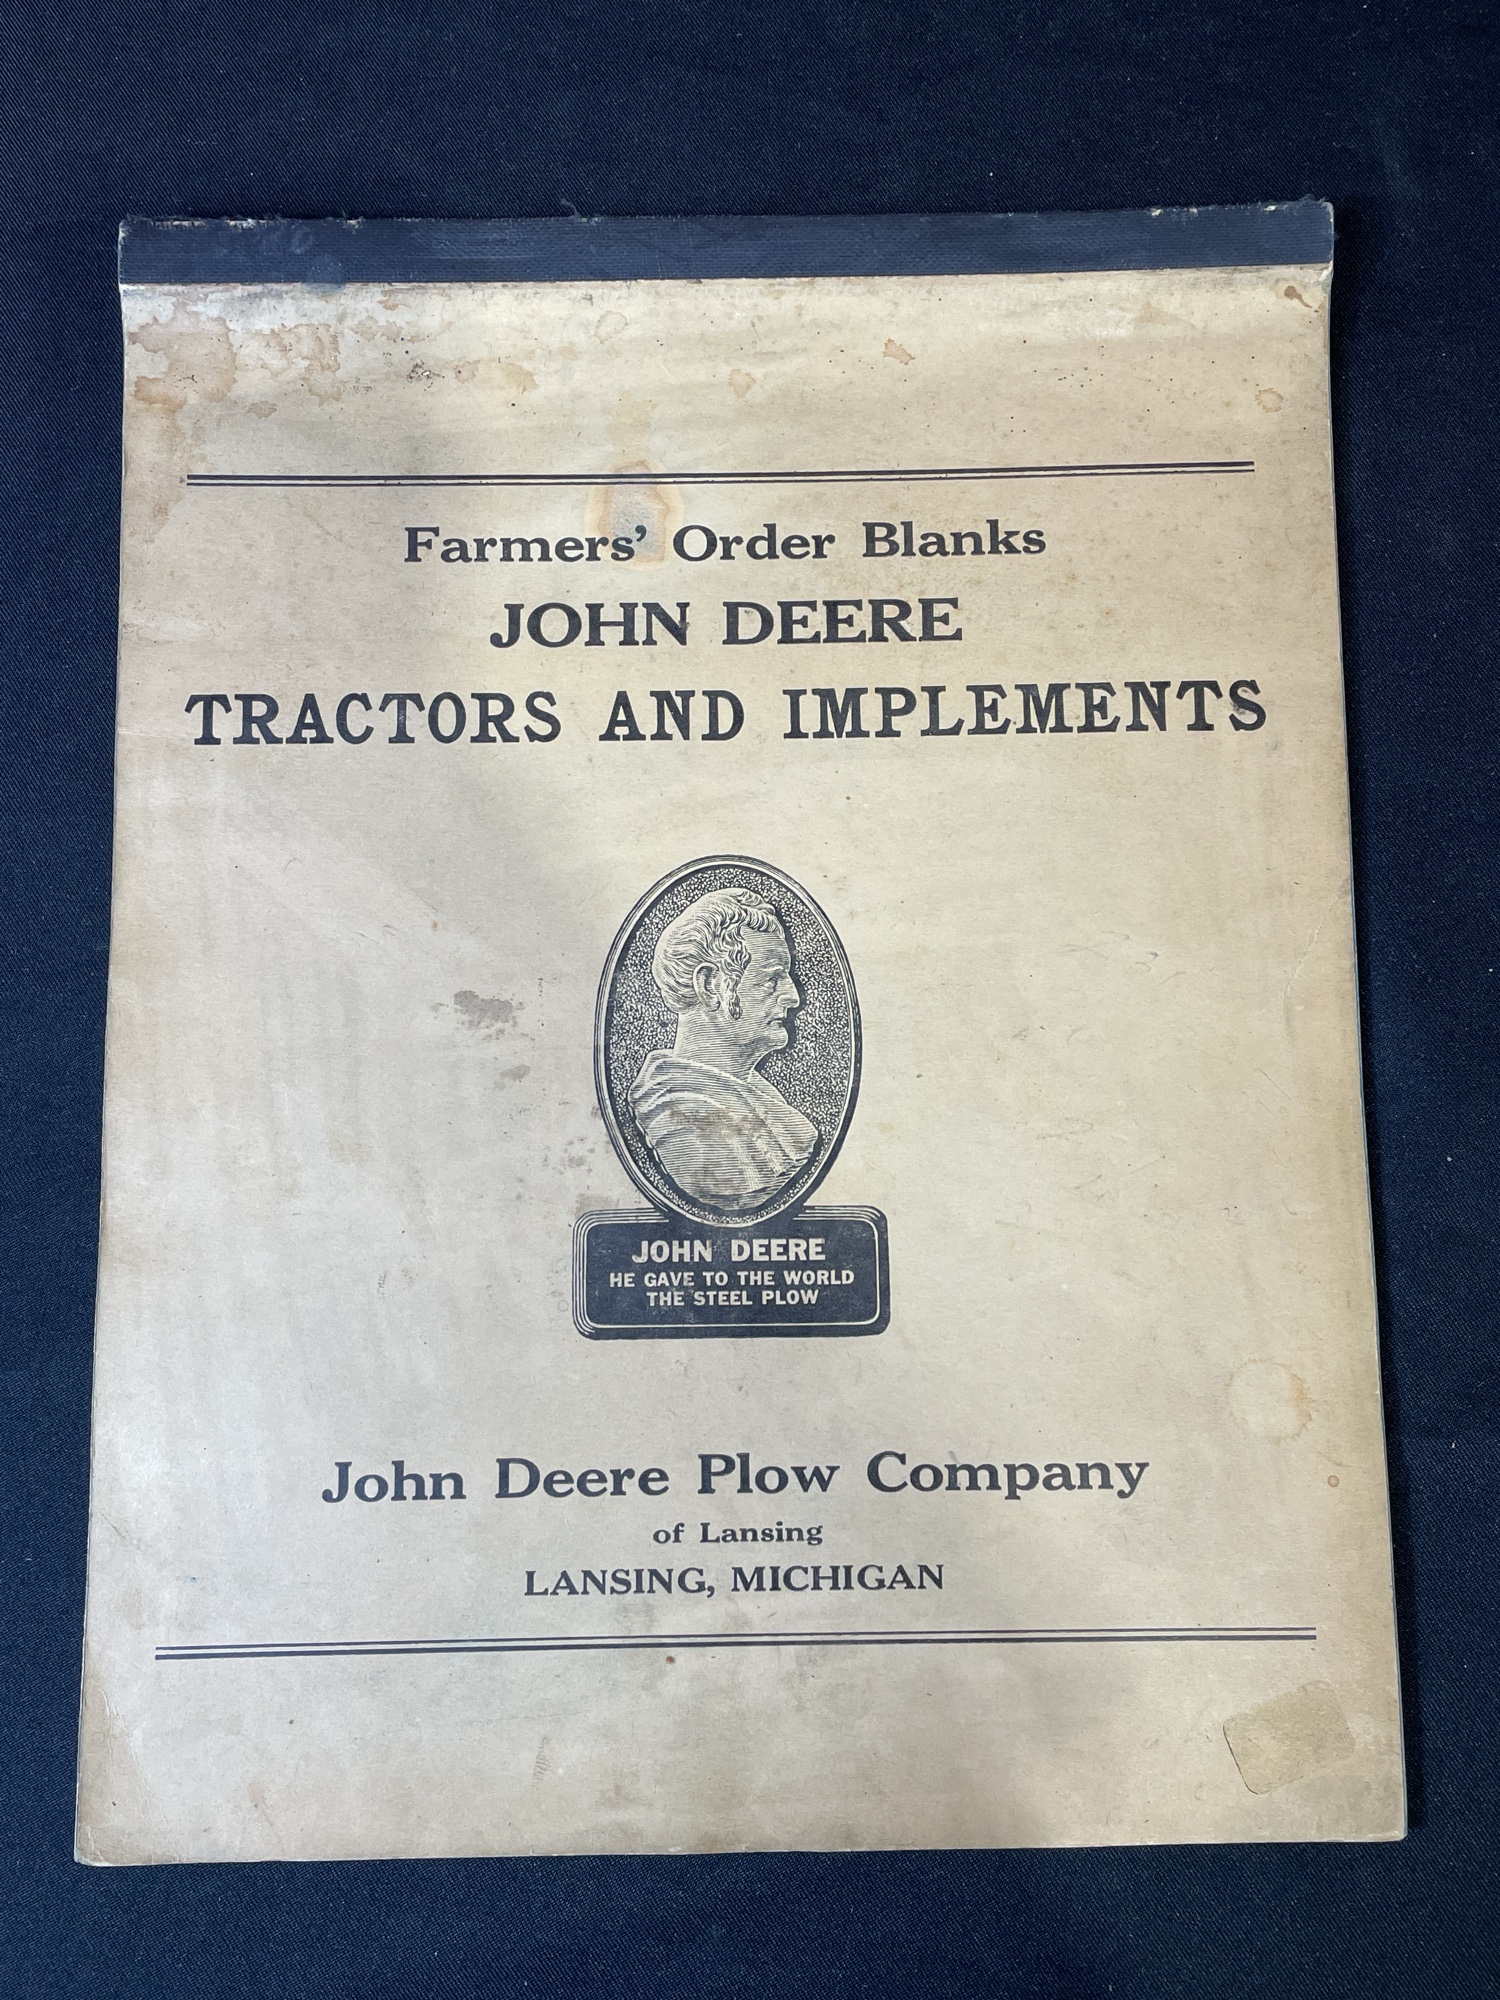 Farmers' Order Blanks
JOHN DEERE
TRACTORS AND IMPLEMENTS
JOHN DEERE
HE GAVE TO THE WORLD
THE STEEL PLOW
John Deere Plow Company
of Lansing
LANSING, MICHIGAN